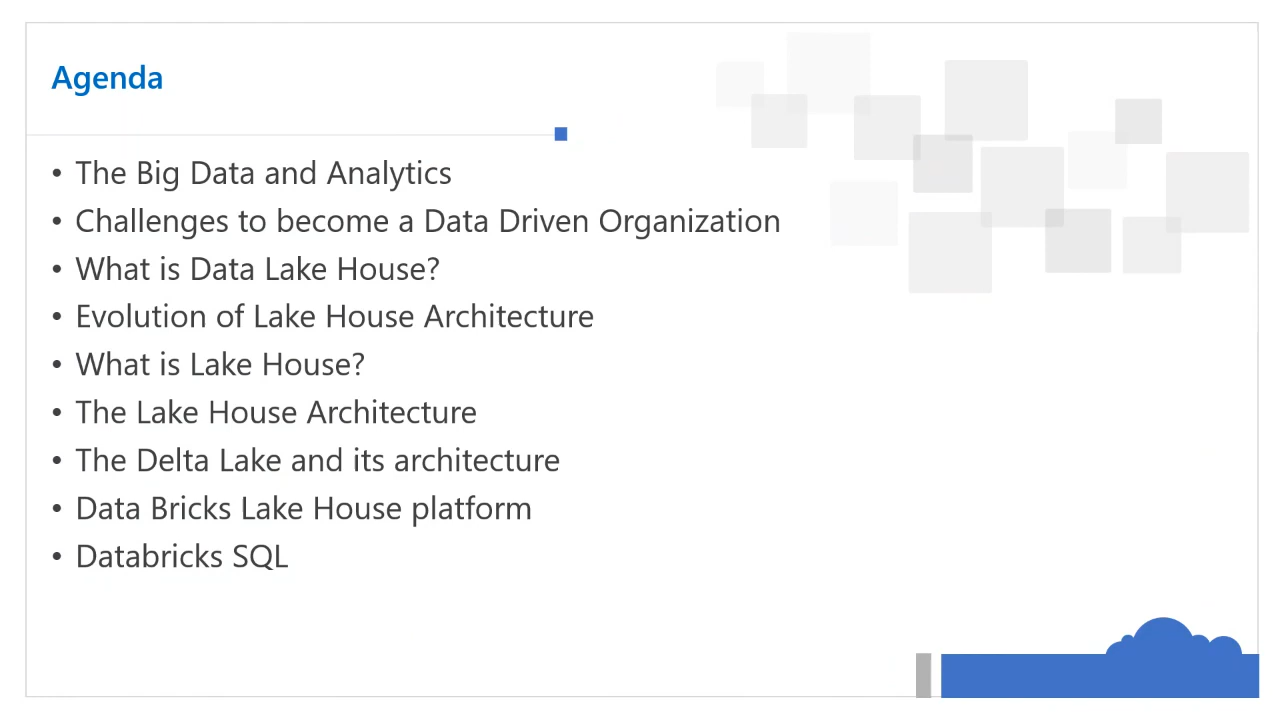 Agenda
• The Big Data and Analytics
• Challenges to become a Data Driven Organization
• What is Data Lake House?
• Evolution of Lake House Architecture
• What is Lake House?
• The Lake House Architecture
• The Delta Lake and its architecture
• Data Bricks Lake House platform
• Databricks SQL